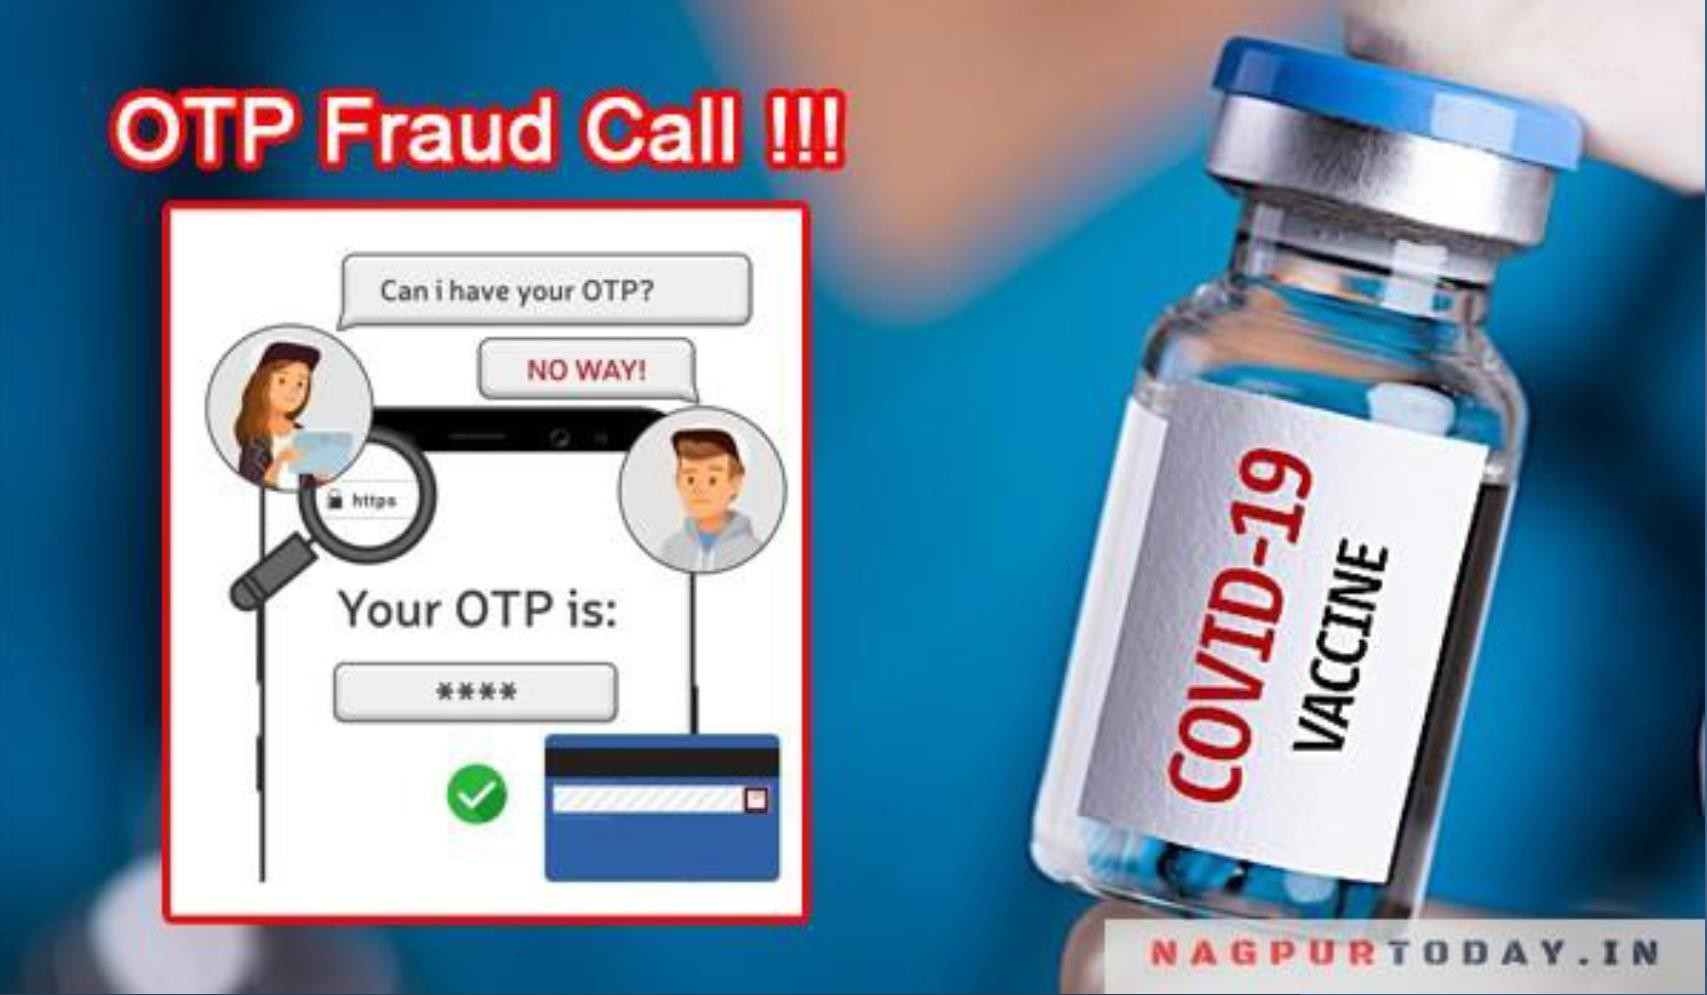 OTP Fraud Call !!!
Can i have your OTP?
NO WAY!
https
Your OTP is:
****
COVID-19
VACCINE
NAGPURTODAY.IN